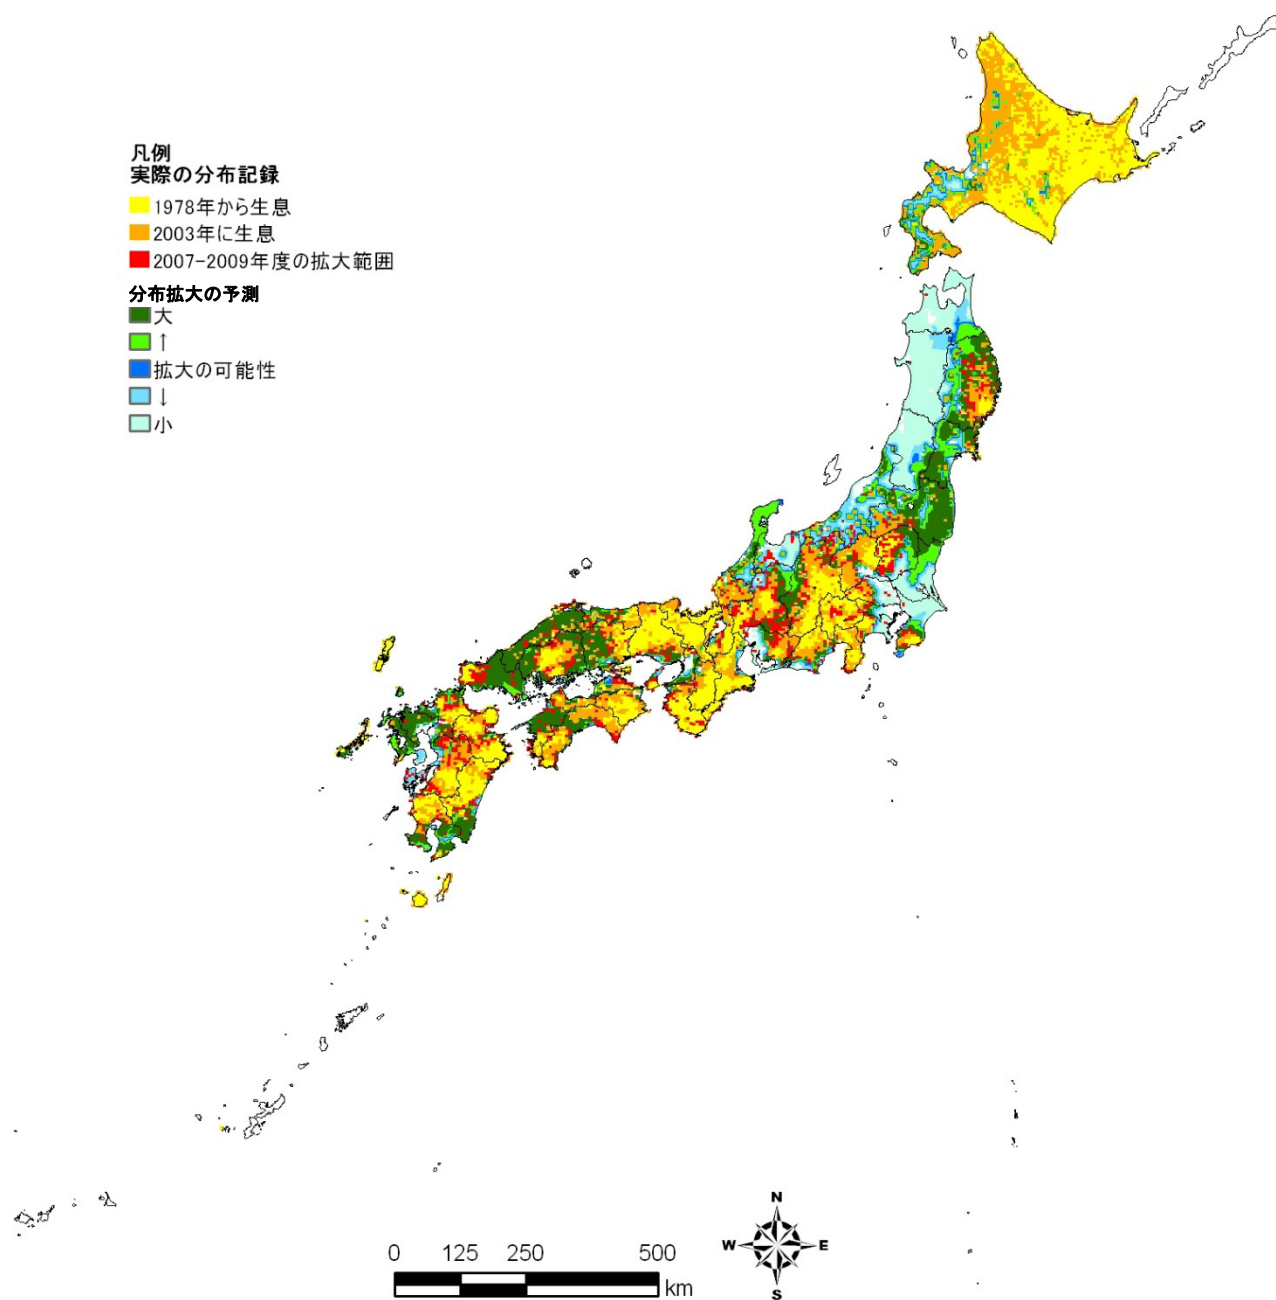 凡例
実際の分布記録
1978年から生息
2003年に生息
2007-2009年度の拡大範囲
分布拡大の予測
大
↑
拡大の可能性
↓
小
N
W E
S
0 125 250 500
km